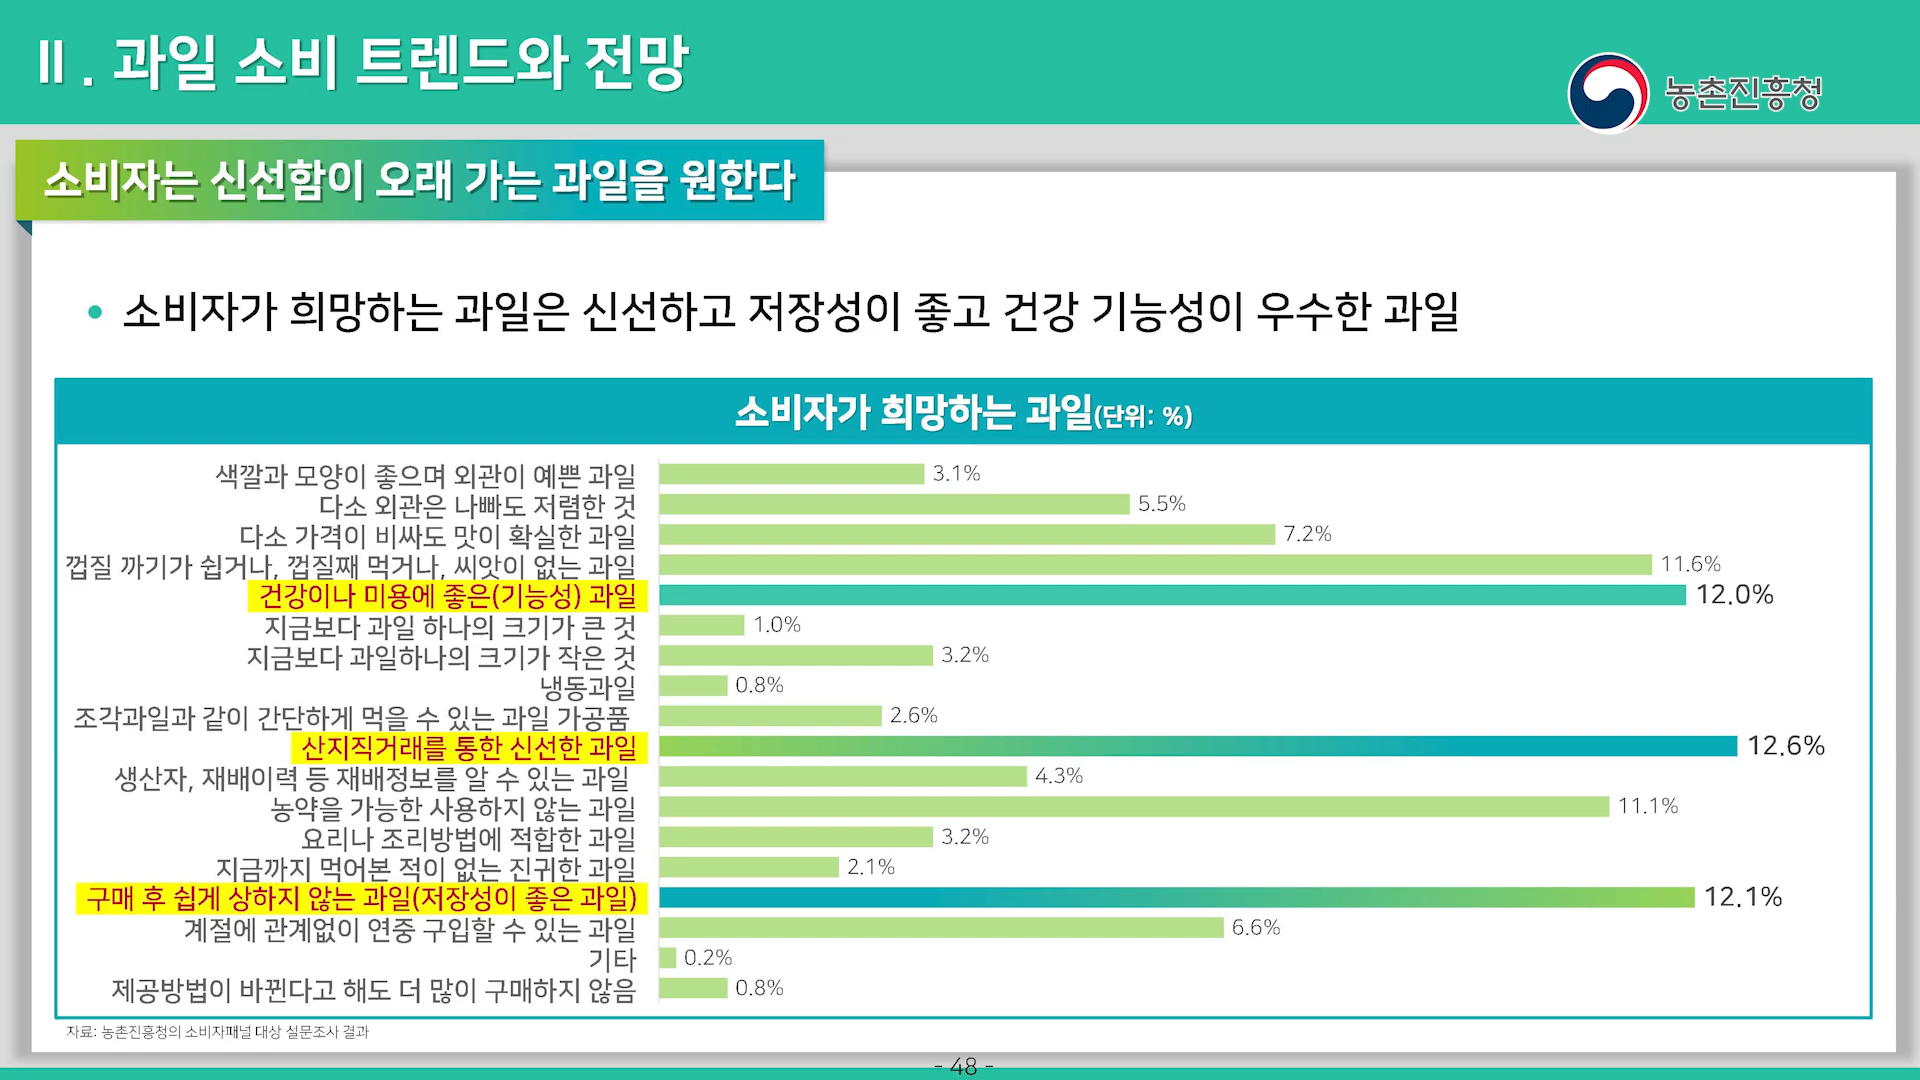 Ⅱ. 과일 소비 트렌드와 전망
농촌진흥청
소비자는 신선함이 오래 가는 과일을 원한다
• 소비자가 희망하는 과일은 신선하고 저장성이 좋고 건강 기능성이 우수한 과일
소비자가 희망하는 과일(단위: %)
색깔과 모양이 좋으며 외관이 예쁜 과일 3.1%
다소 외관은 나빠도 저렴한 것 5.5%
다소 가격이 비싸도 맛이 확실한 과일 7.2%
껍질 까기가 쉽거나, 껍질째 먹거나, 씨앗이 없는 과일 11.6%
건강이나 미용에 좋은(기능성) 과일 12.0%
지금보다 과일 하나의 크기가 큰 것 1.0%
지금보다 과일하나의 크기가 작은 것 3.2%
냉동과일 0.8%
조각과일과 같이 간단하게 먹을 수 있는 과일 가공품 2.6%
산지직거래를 통한 신선한 과일 12.6%
생산자, 재배이력 등 재배정보를 알 수 있는 과일 4.3%
농약을 가능한 사용하지 않는 과일 11.1%
요리나 조리방법에 적합한 과일 3.2%
지금까지 먹어본 적이 없는 진귀한 과일 2.1%
구매 후 쉽게 상하지 않는 과일(저장성이 좋은 과일) 12.1%
계절에 관계없이 연중 구입할 수 있는 과일 6.6%
기타 0.2%
제공방법이 바뀐다고 해도 더 많이 구매하지 않음 0.8%
자료: 농촌진흥청의 소비자패널 대상 설문조사 결과
- 48 -